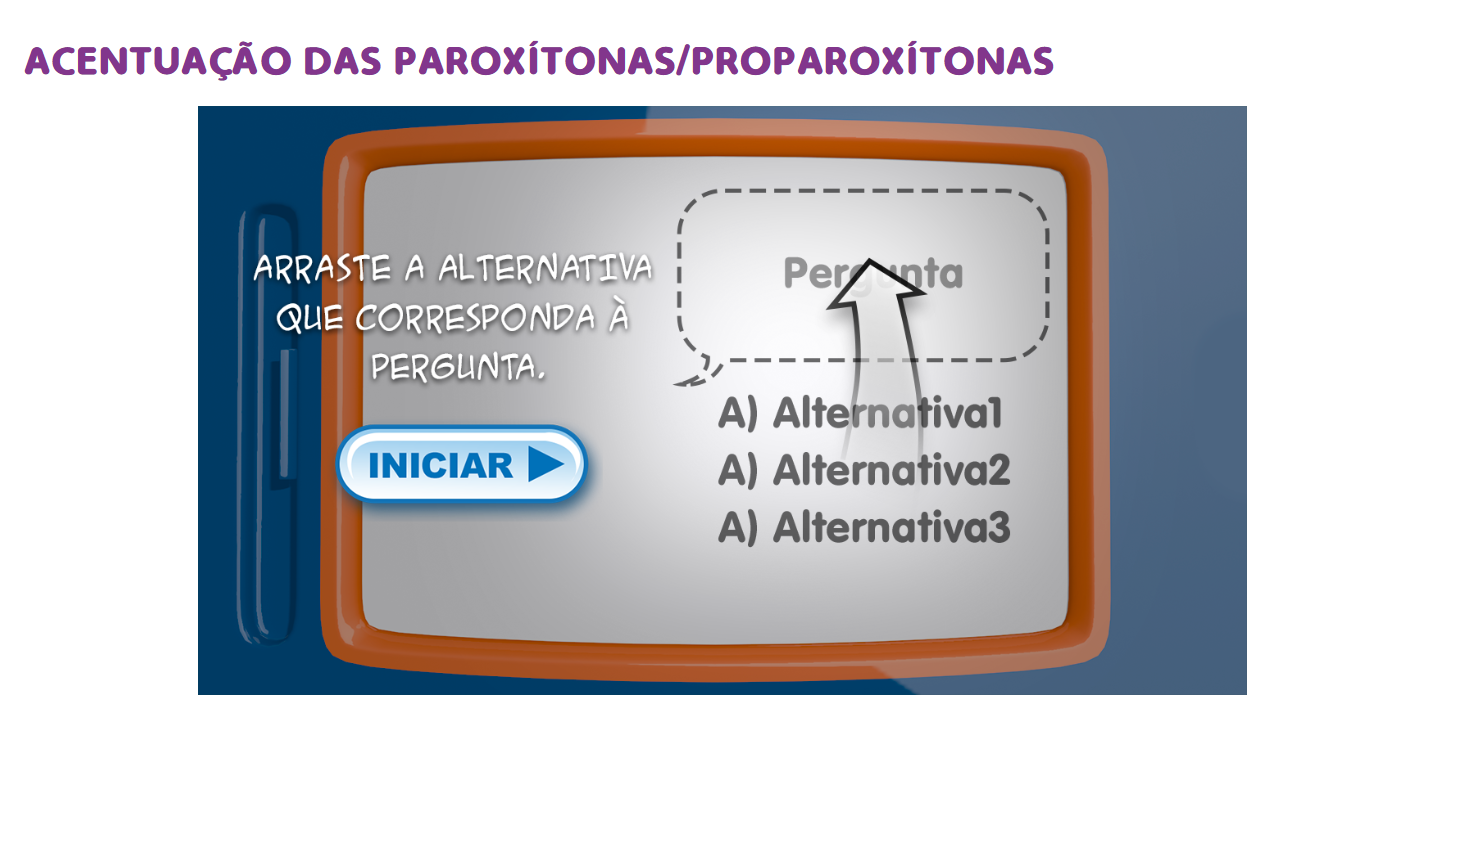 ACENTUAÇÃO DAS PAROXÍTONAS/PROPAROXÍTONAS
ARRASTE A ALTERNATIVA
QUE CORRESPONDA À
PERGUNTA.
INICIAR
Pergunta
A) Alternativa1
A) Alternativa2
A) Alternativa3